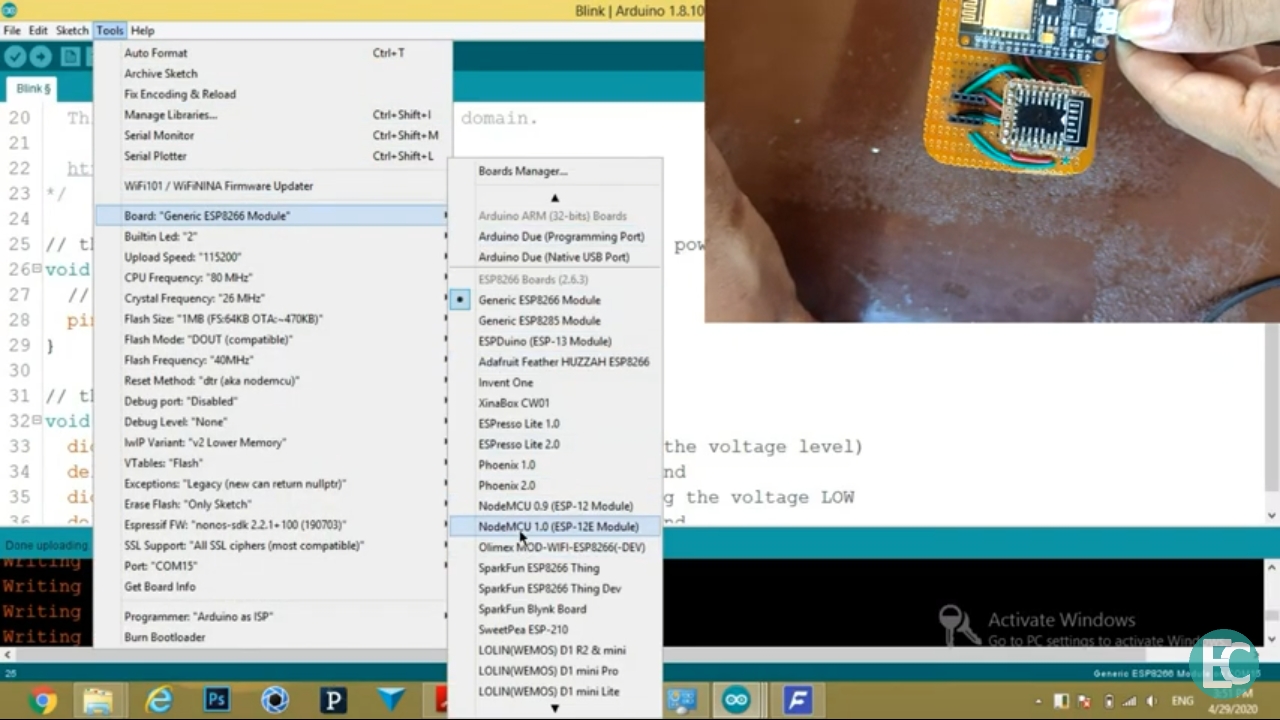 Blink | Arduino 1.8.10
File Edit Sketch Tools Help
Auto Format Ctrl+T
Archive Sketch
Fix Encoding & Reload
Manage Libraries... Ctrl+Shift+I
Serial Monitor Ctrl+Shift+M
Serial Plotter Ctrl+Shift+L
WiFi101 / WiFiNINA Firmware Updater
Board: "Generic ESP8266 Module"
Builtin Led: "2"
Upload Speed: "115200"
CPU Frequency: "80 MHz"
Crystal Frequency: "26 MHz"
Flash Size: "1MB (FS:64KB OTA:~470KB)"
Flash Mode: "DOUT (compatible)"
Flash Frequency: "40MHz"
Reset Method: "dtr (aka nodemcu)"
Debug port: "Disabled"
Debug Level: "None"
IwIP Variant: "v2 Lower Memory"
VTables: "Flash"
Exceptions: "Legacy (new can return nullptr)"
Erase Flash: "Only Sketch"
Espressif FW: "nonos-sdk 2.2.1+100 (190703)"
SSL Support: "All SSL ciphers (most compatible)"
Port: "COM15"
Get Board Info
Programmer: "Arduino as ISP"
Burn Bootloader
Boards Manager...
Arduino ARM (32-bits) Boards
Arduino Due (Programming Port)
Arduino Due (Native USB Port)
ESP8266 Boards (2.6.3)
Generic ESP8266 Module
Generic ESP8285 Module
ESPDuino (ESP-13 Module)
Adafruit Feather HUZZAH ESP8266
Invent One
XinaBox CW01
ESPresso Lite 1.0
ESPresso Lite 2.0
Phoenix 1.0
Phoenix 2.0
NodeMCU 0.9 (ESP-12 Module)
NodeMCU 1.0 (ESP-12E Module)
Olimex MOD-WIFI-ESP8266(-DEV)
SparkFun ESP8266 Thing
SparkFun ESP8266 Thing Dev
SparkFun Blynk Board
SweetPea ESP-210
LOLIN(WEMOS) D1 R2 & mini
LOLIN(WEMOS) D1 mini Pro
LOLIN(WEMOS) D1 mini Lite
Blink §
20 Th domain.
21
22 ht
23 */
24
25 // th pow
26 void
27 //
28 pin
29 }
30
31 // th
32 void
33 dig the voltage level)
34 de nd
35 dig g the voltage LOW
36 de nd
Done uploading.
Writing
Writing
Writing
Writing
Activate Windows
Go to PC settings to activate Windows
26 Generic ESP8266 Module
EC
ENG
3:51 PM
4/29/2020